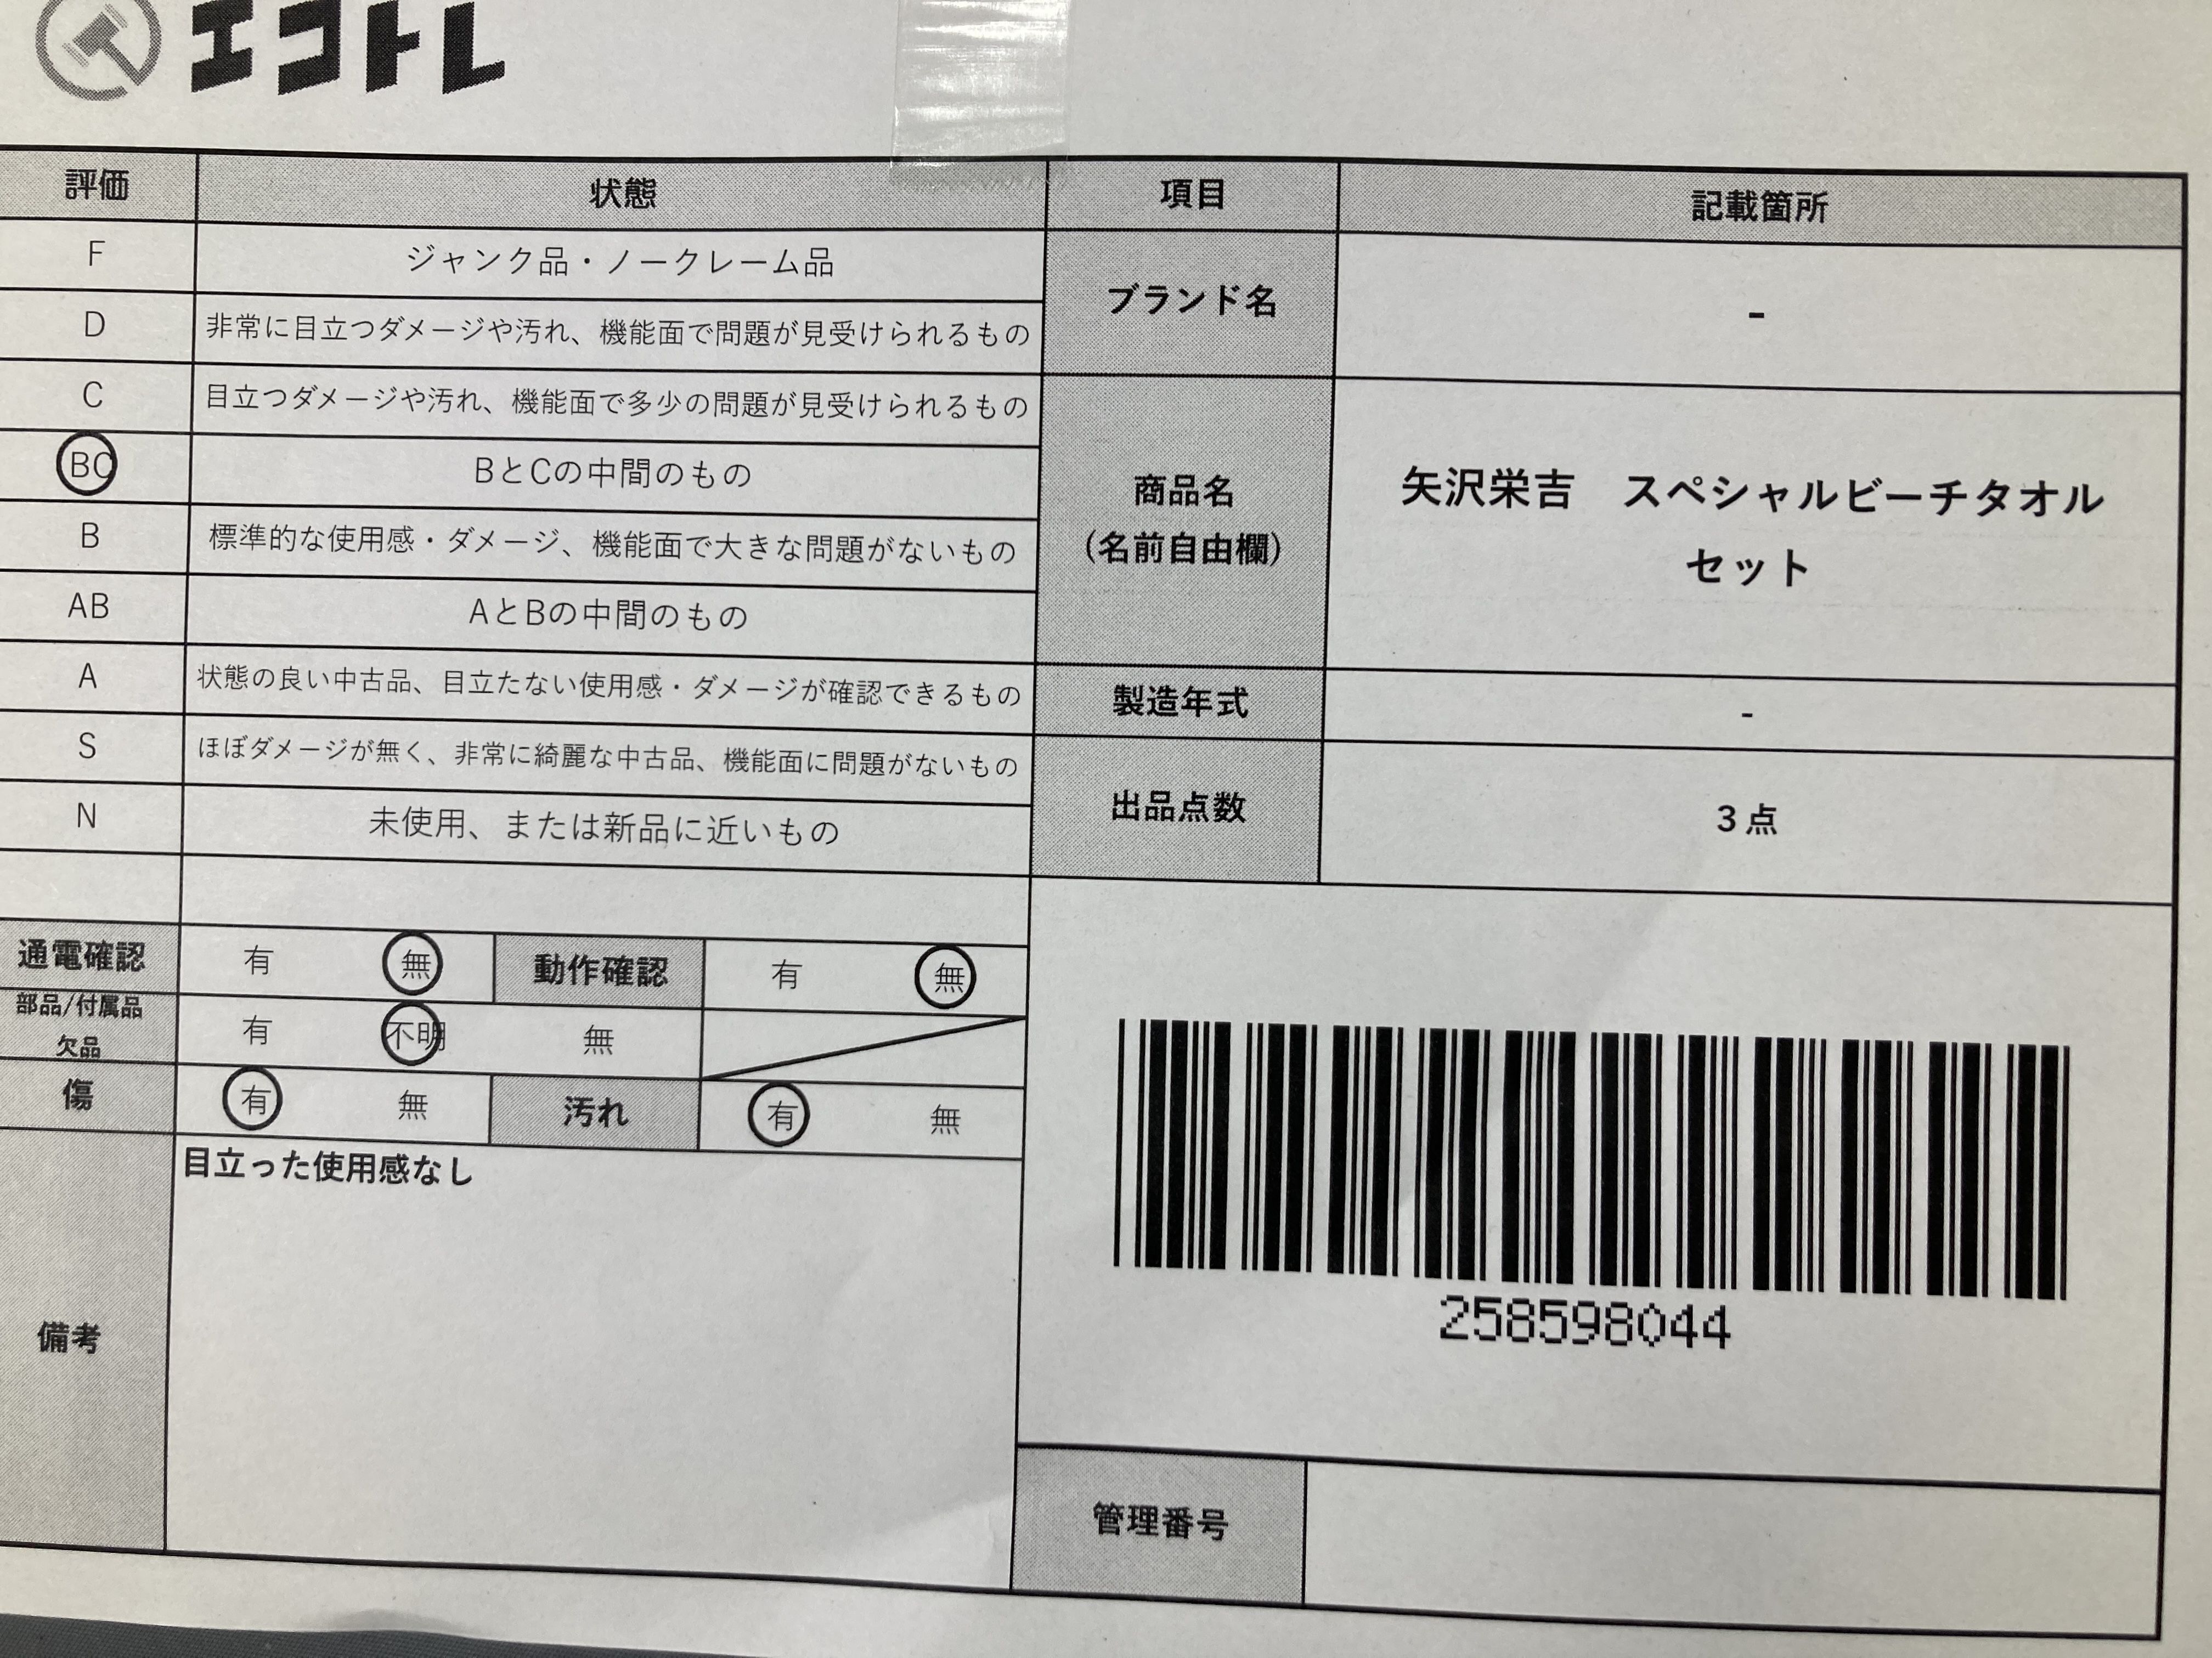 エコトレ
評価 状態 項目 記載箇所
F ジャンク品・ノークレーム品
D 非常に目立つダメージや汚れ、機能面で問題が見受けられるもの
C 目立つダメージや汚れ、機能面で多少の問題が見受けられるもの
BC BとCの中間のもの
B 標準的な使用感・ダメージ、機能面で大きな問題がないもの
AB AとBの中間のもの
A 状態の良い中古品、目立たない使用感・ダメージが確認できるもの
S ほぼダメージが無く、非常に綺麗な中古品、機能面に問題がないもの
N 未使用、または新品に近いもの
ブランド名 -
商品名
(名前自由欄)
矢沢栄吉 スペシャルビーチタオル
セット
製造年式 -
出品点数 3点
通電確認 有 無 動作確認 有 無
部品/付属品
欠品
有 不明 無
傷 有 無 汚れ 有 無
備考
目立った使用感なし
258598044
管理番号